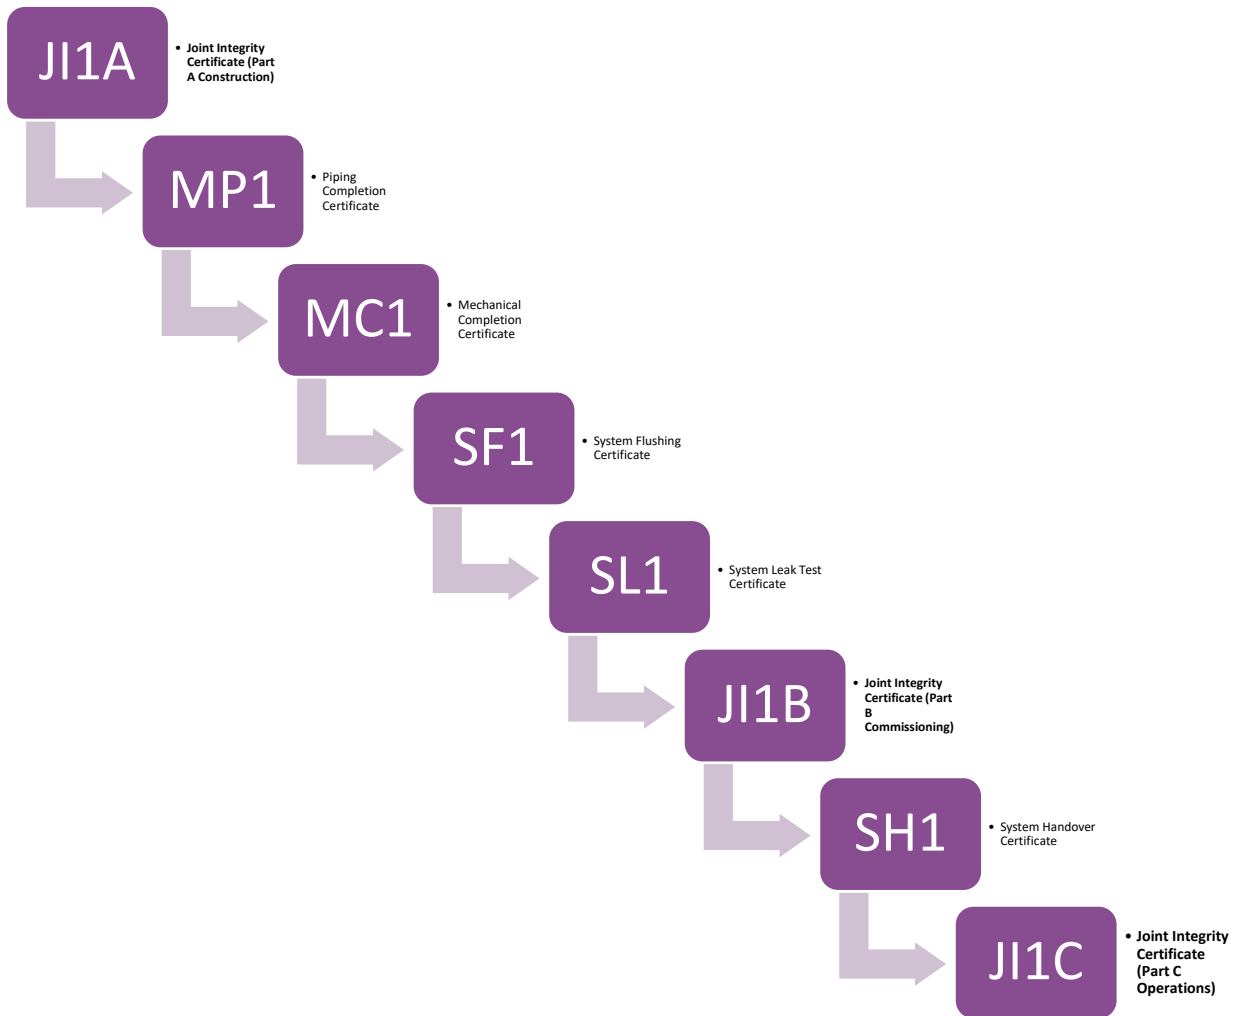 JI1A
• Joint Integrity
Certificate (Part
A Construction)
MP1
• Piping
Completion
Certificate
MC1
• Mechanical
Completion
Certificate
SF1
• System Flushing
Certificate
SL1
• System Leak Test
Certificate
JI1B
• Joint Integrity
Certificate (Part
B
Commissioning)
SH1
• System Handover
Certificate
JI1C
• Joint Integrity
Certificate
(Part C
Operations)